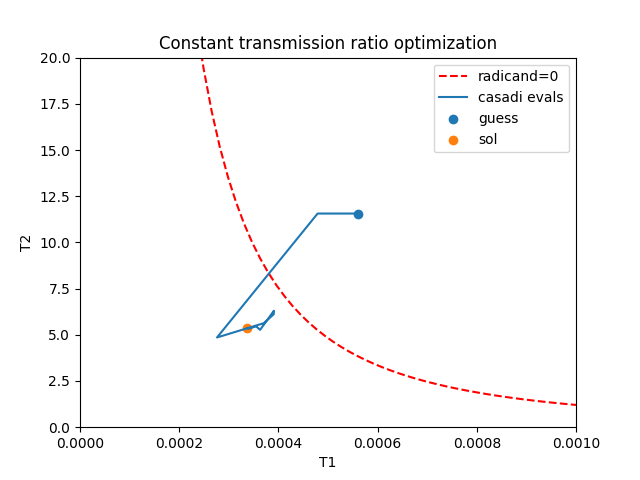 Constant transmission ratio optimization
20.0
17.5
15.0
12.5
10.0
7.5
5.0
2.5
0.0
T2
radicand=0
casadi evals
guess
sol
0.0000
0.0002
0.0004
0.0006
0.0008
0.0010
T1